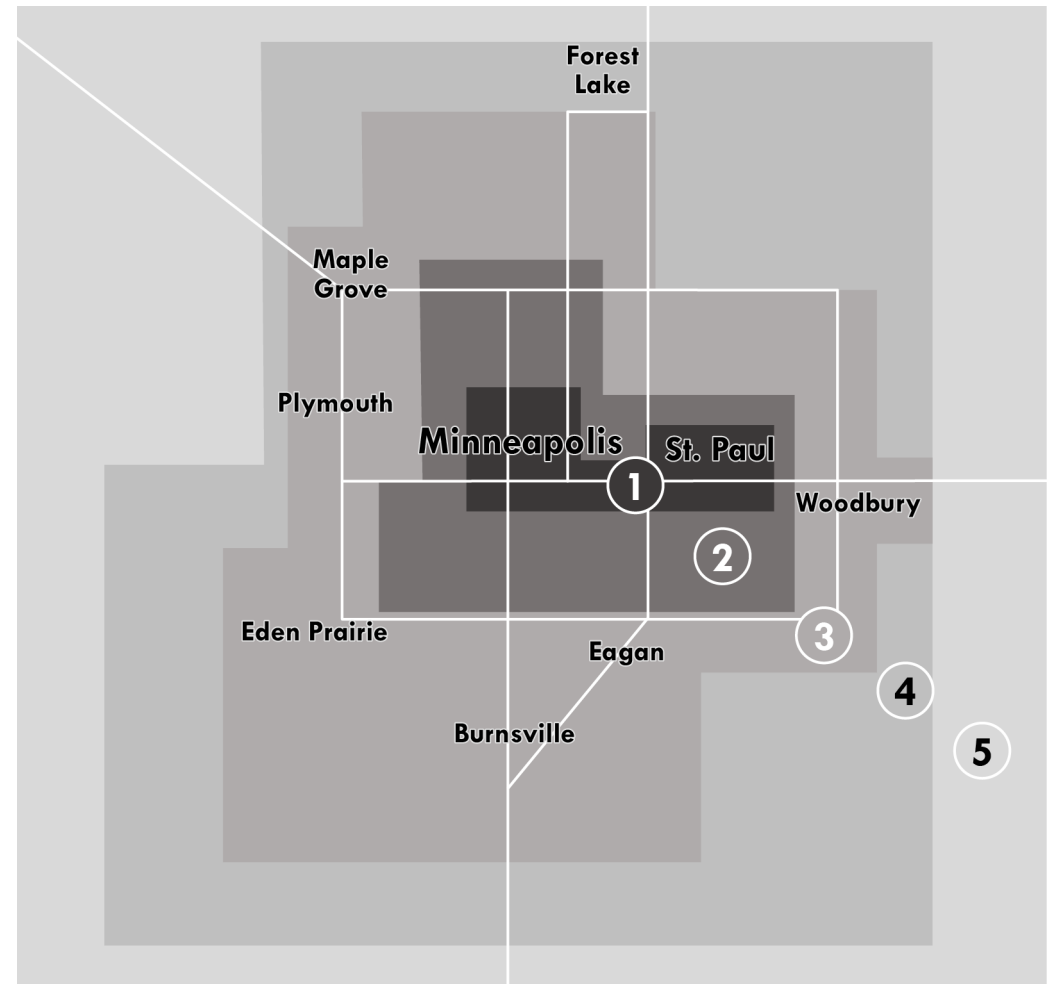 Forest
Lake
Maple
Grove
Plymouth
Minneapolis
St. Paul
1
Woodbury
2
Eden Prairie
3
Eagan
4
Burnsville
5